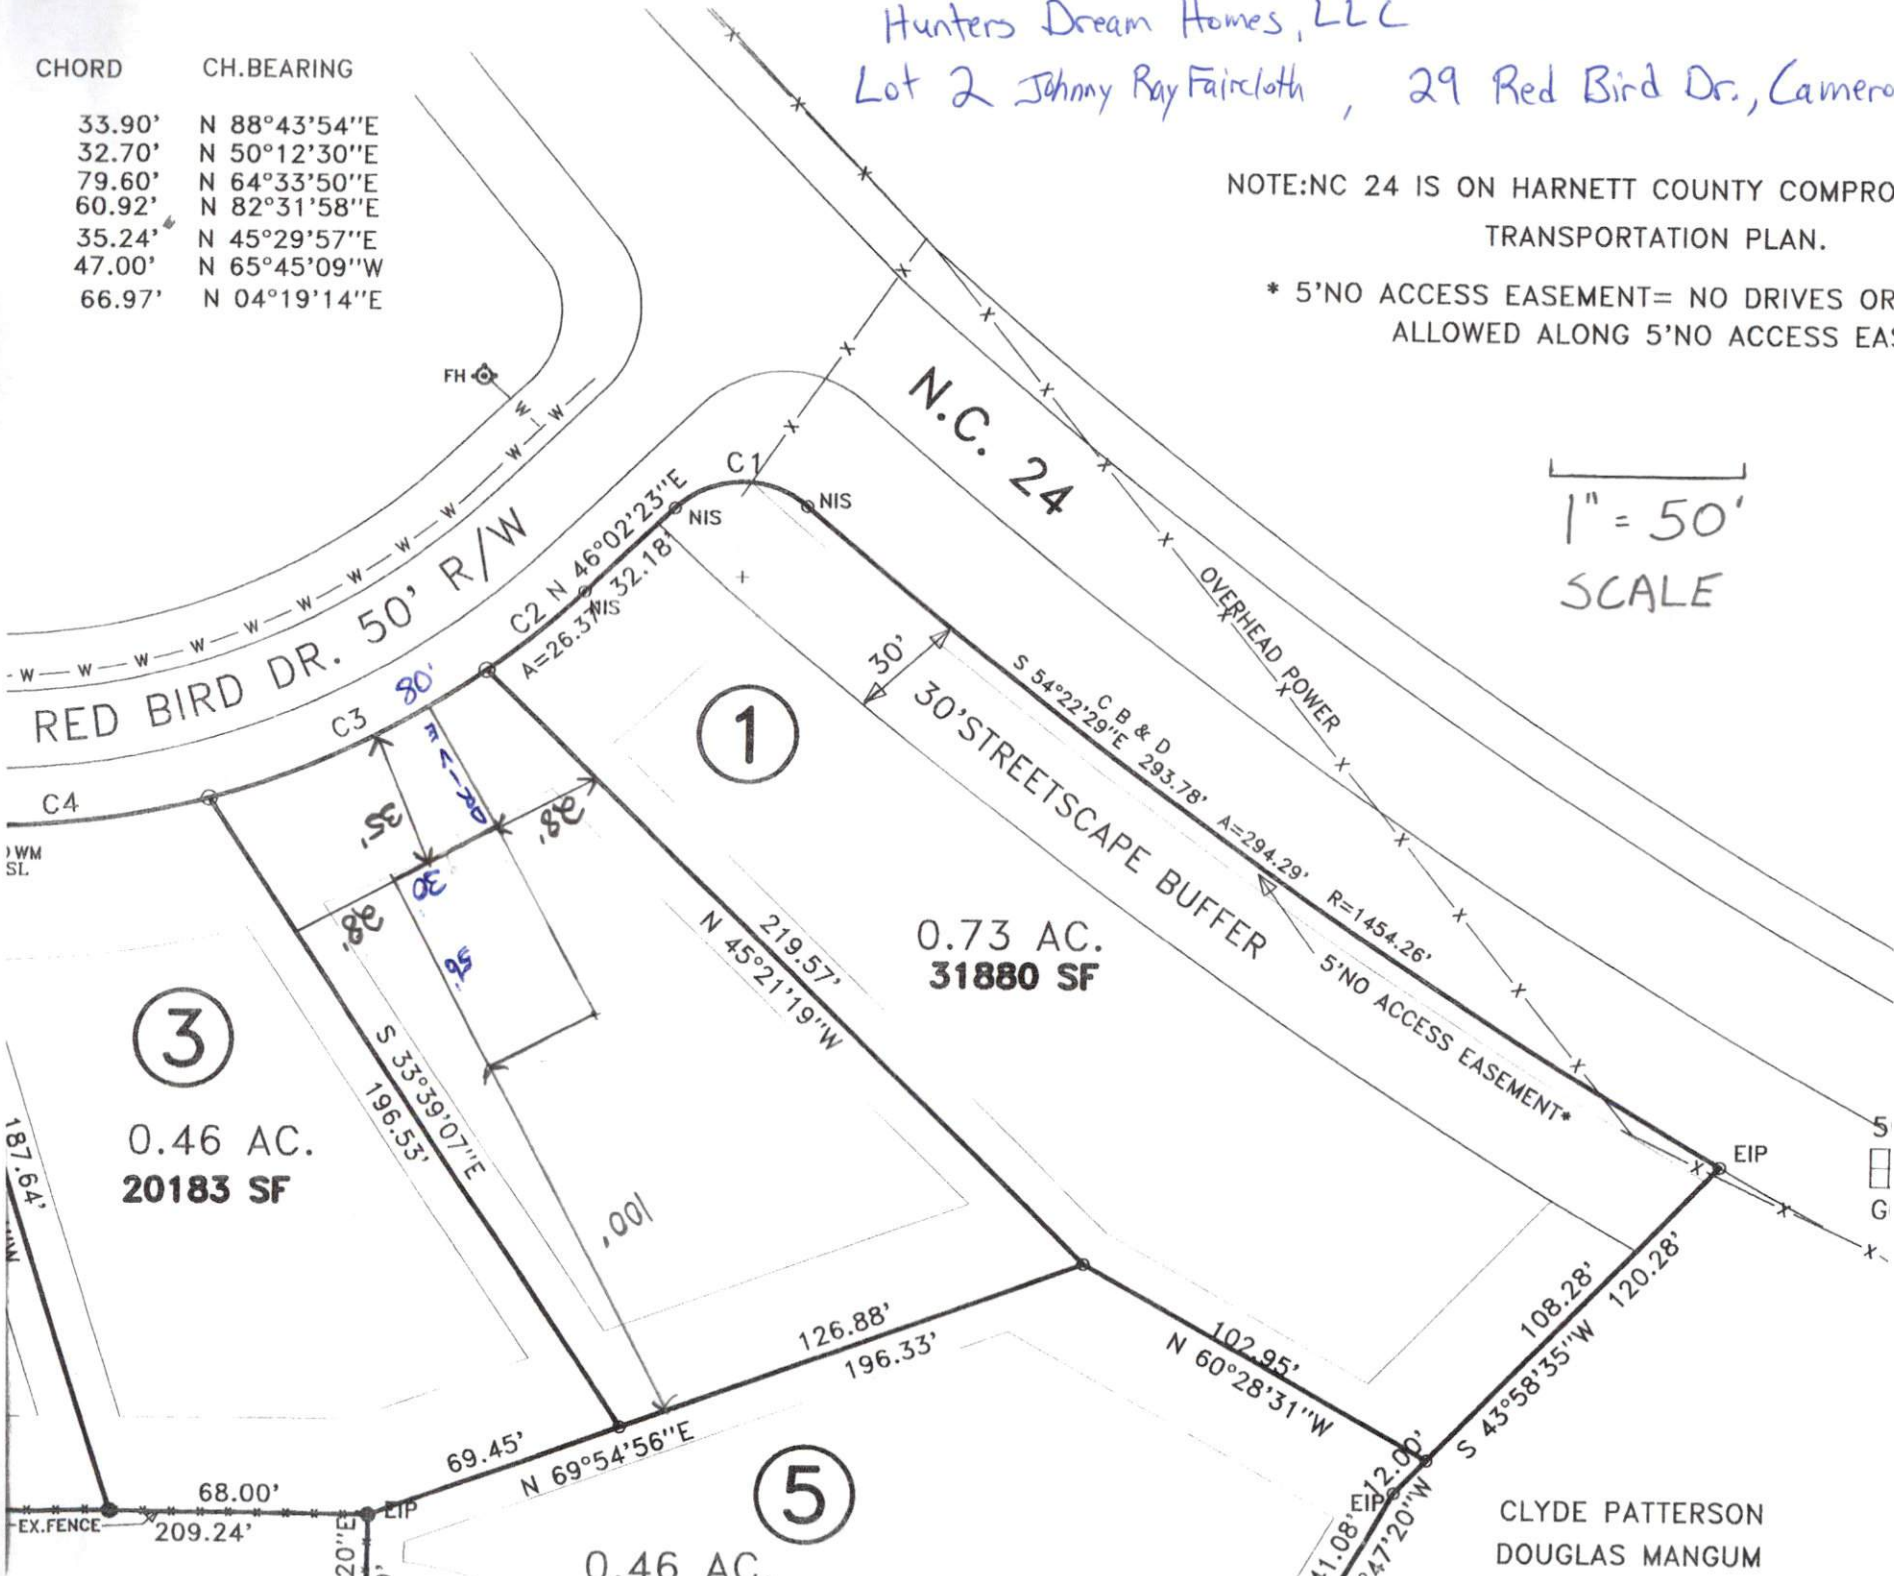 Hunters Dream Homes, LLC
Lot 2 Johnny Ray Faircloth, 29 Red Bird Dr., Camero
CHORD CH.BEARING
33.90' N 88°43'54"E
32.70' N 50°12'30"E
79.60' N 64°33'50"E
60.92' N 82°31'58"E
35.24' N 45°29'57"E
47.00' N 65°45'09"W
66.97' N 04°19'14"E
NOTE:NC 24 IS ON HARNETT COUNTY COMPRO
TRANSPORTATION PLAN.
* 5'NO ACCESS EASEMENT= NO DRIVES OR
ALLOWED ALONG 5'NO ACCESS EAS
FH
W W W W W W W W W W W W W
N.C. 24
1" = 50'
SCALE
C1
NIS
NIS
NIS
C2 N 46°02'23"E
A=26.37' 32.18'
RED BIRD DR. 50' R/W
OVERHEAD POWER
C3
80'
C4
WM
SL
35'
28'
30
28'
56
100'
30'
30'STREETSCAPE BUFFER
C B & D
S 54°22'29"E 293.78'
A=294.29' R=1454.26'
5'NO ACCESS EASEMENT*
1
0.73 AC.
31880 SF
219.57'
N 45°21'19"W
3
0.46 AC.
20183 SF
S 33°39'07"E
196.53'
187.64'
"W
EIP
5
G
108.28'
120.28'
S 43°58'35"W
102.95'
N 60°28'31"W
126.88'
196.33'
69.45'
N 69°54'56"E
68.00'
EIP
EX.FENCE
209.24'
20"E
5
0.46 AC.
12.00'
EIP
1.08'
47'20"W
CLYDE PATTERSON
DOUGLAS MANGUM